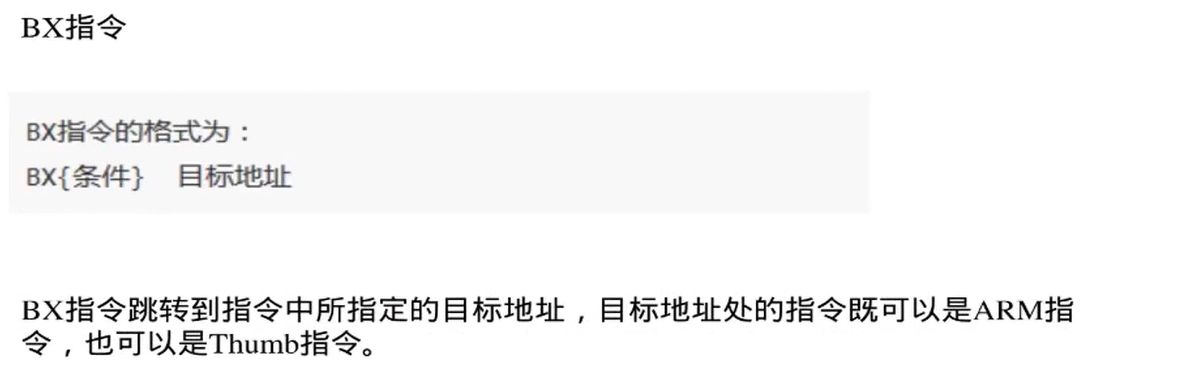 BX指令
BX指令的格式为：
BX{条件} 目标地址
BX指令跳转到指令中所指定的目标地址，目标地址处的指令既可以是ARM指
令，也可以是Thumb指令。